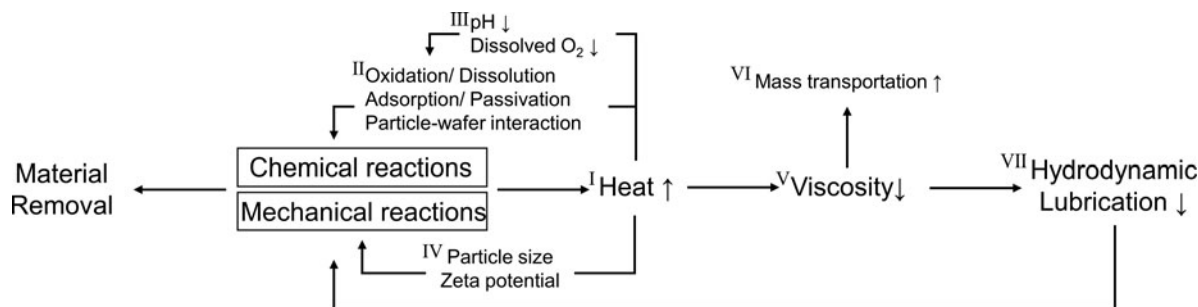 III pH ↓
Dissolved O₂ ↓
II Oxidation/ Dissolution
Adsorption/ Passivation
Particle-wafer interaction
VI Mass transportation ↑
Material
Removal
Chemical reactions
Mechanical reactions
I Heat ↑
V Viscosity↓
VII Hydrodynamic
Lubrication ↓
IV Particle size
Zeta potential